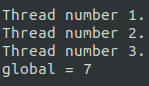 Thread number 1.
Thread number 2.
Thread number 3.
global = 7